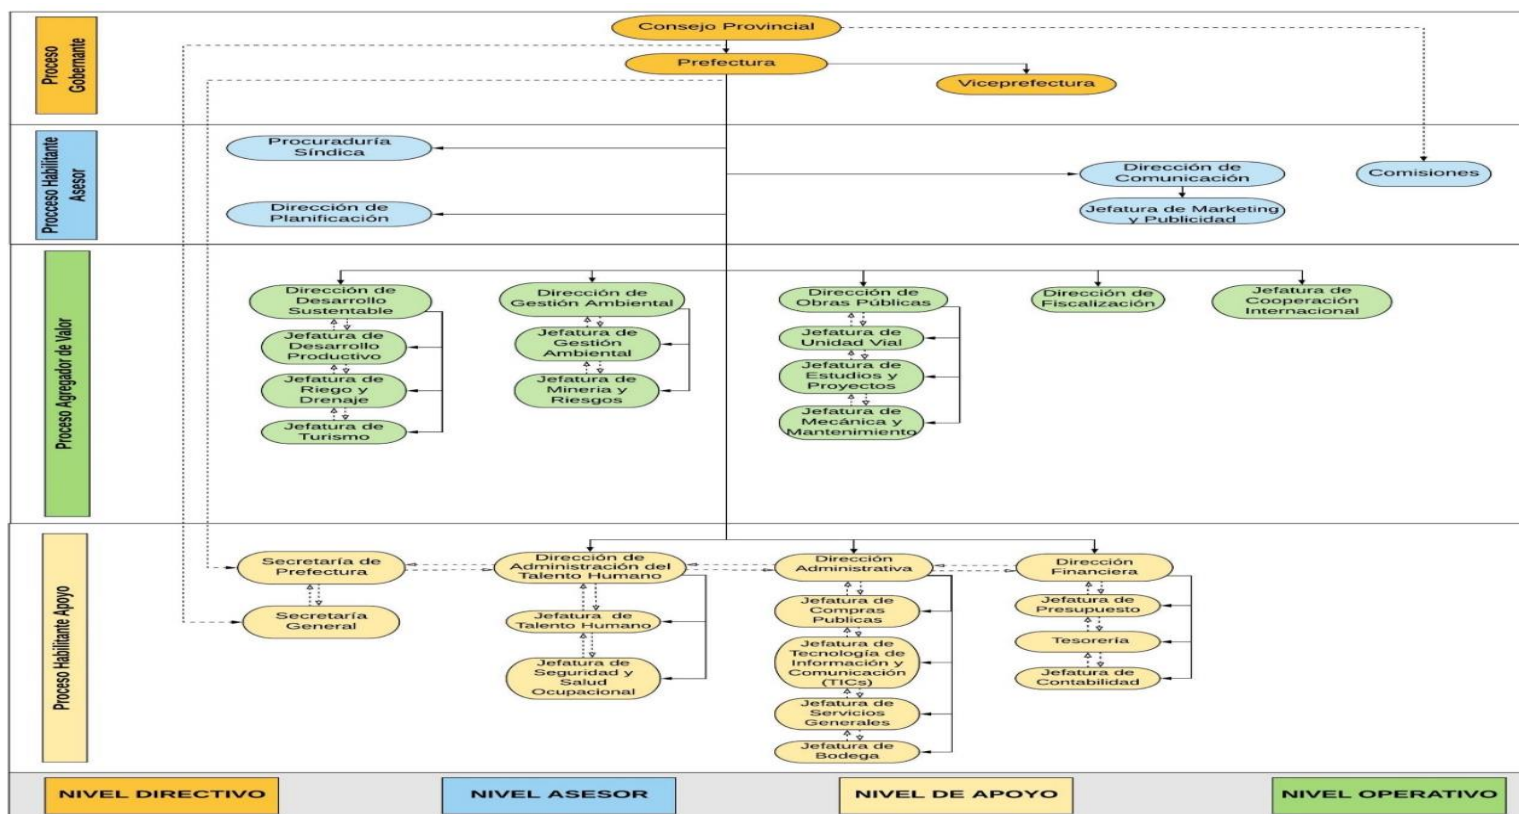 Proceso
Gobernante
Consejo Provincial
Prefectura
Viceprefectura
Procceso Habilitante
Asesor
Procuraduría
Síndica
Dirección de
Planificación
Dirección de
Comunicación
Jefatura de Marketing
y Publicidad
Comisiones
Proceso Agregador de Valor
Dirección de
Desarrollo
Sustentable
Jefatura de
Desarrollo
Productivo
Jefatura de
Riego y
Drenaje
Jefatura de
Turismo
Dirección de
Gestión Ambiental
Jefatura de
Gestión
Ambiental
Jefatura de
Mineria y
Riesgos
Dirección de
Obras Públicas
Jefatura de
Unidad Vial
Jefatura de
Estudios y
Proyectos
Jefatura de
Mecánica y
Mantenimiento
Dirección de
Fiscalización
Jefatura de
Cooperación
Internacional
Proceso Habilitante Apoyo
Secretaría de
Prefectura
Secretaría
General
Dirección de
Administración del
Talento Humano
Jefatura de
Talento Humano
Jefatura de
Seguridad y
Salud
Ocupacional
Dirección
Administrativa
Jefatura de
Compras
Publicas
Jefatura de
Tecnología de
Información y
Comunicación
(TICs)
Jefatura de
Servicios
Generales
Jefatura de
Bodega
Dirección
Financiera
Jefatura de
Presupuesto
Tesorería
Jefatura de
Contabilidad
NIVEL DIRECTIVO
NIVEL ASESOR
NIVEL DE APOYO
NIVEL OPERATIVO